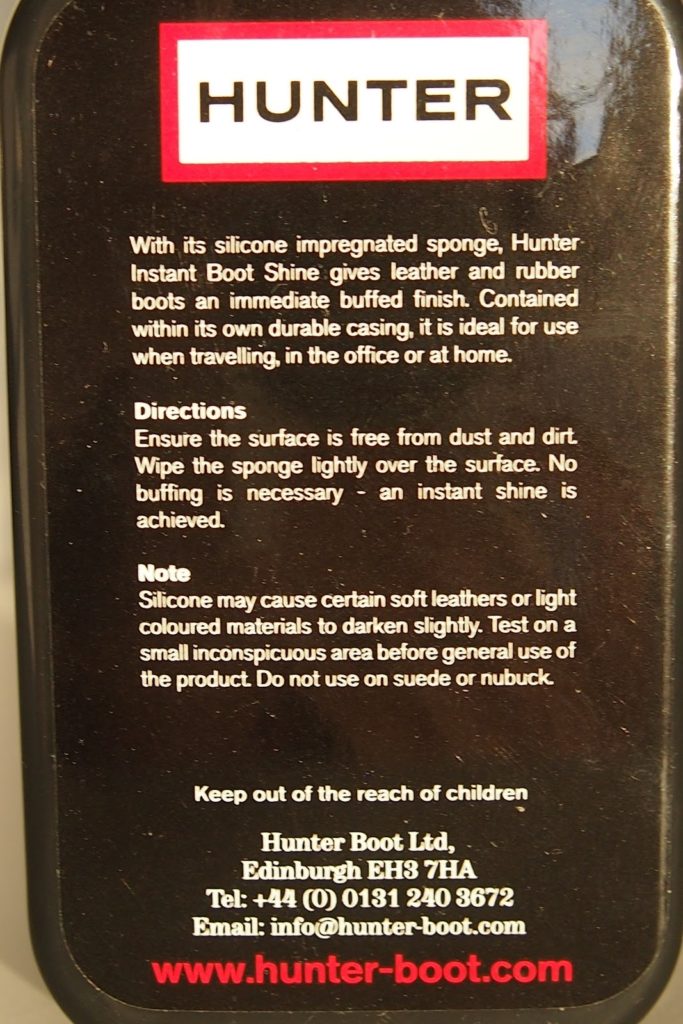 HUNTER
With its silicone impregnated sponge, Hunter
Instant Boot Shine gives leather and rubber
boots an immediate buffed finish. Contained
within its own durable casing, it is ideal for use
when travelling, in the office or at home.
Directions
Ensure the surface is free from dust and dirt.
Wipe the sponge lightly over the surface. No
buffing is necessary - an instant shine is
achieved.
Note
Silicone may cause certain soft leathers or light
coloured materials to darken slightly. Test on a
small inconspicuous area before general use of
the product. Do not use on suede or nubuck.
Keep out of the reach of children
Hunter Boot Ltd,
Edinburgh EH3 7HA
Tel: +44 (0) 0131 240 3672
Email: info@hunter-boot.com
www.hunter-boot.com